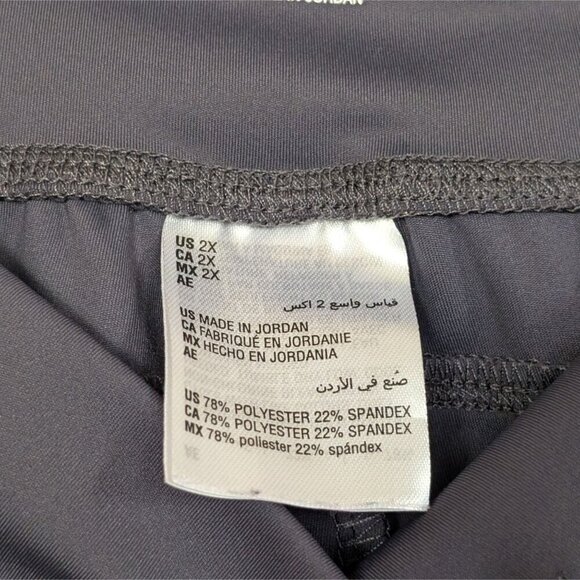 JORDAN
US 2X
CA 2X
MX 2X
AE
قياس واسع 2 اكس
US MADE IN JORDAN
CA FABRIQUÉ EN JORDANIE
MX HECHO EN JORDANIA
AE
صُنع في الأردن
US 78% POLYESTER 22% SPANDEX
CA 78% POLYESTER 22% SPANDEX
MX 78% poliester 22% spándex